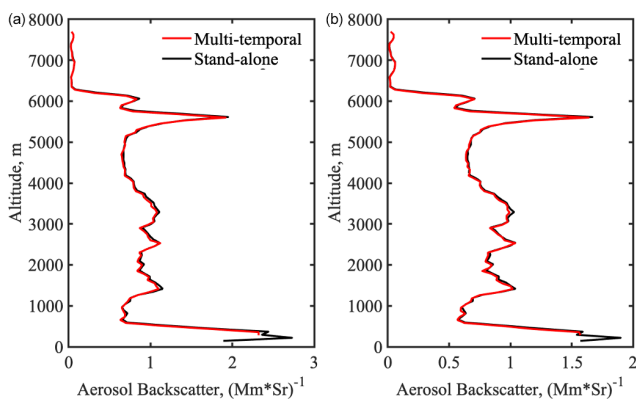 (a)
8000
7000
6000
5000
4000
3000
2000
1000
0
Altitude, m
Multi-temporal
Stand-alone
0
1
2
3
Aerosol Backscatter, (Mm*Sr)⁻¹
(b)
8000
7000
6000
5000
4000
3000
2000
1000
0
Altitude, m
Multi-temporal
Stand-alone
0
0.5
1
1.5
2
Aerosol Backscatter, (Mm*Sr)⁻¹